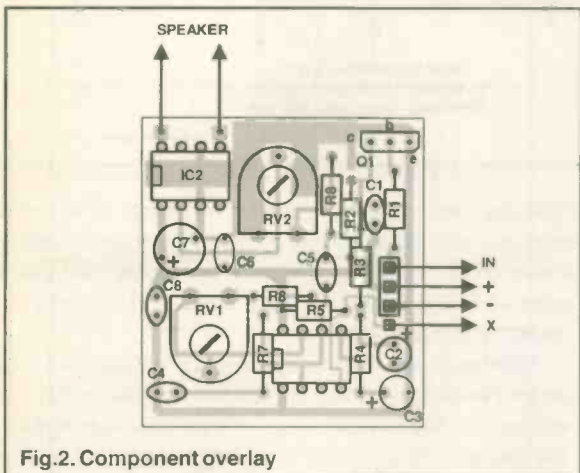 SPEAKER
b
c
e
Q1
IC2
RV2
R8
R2
C1
R1
C7
+
C6
C5
R3
IN
+
-
X
C8
RV1
R8
R5
R7
R4
+
C2
C4
+
C3
Fig.2. Component overlay